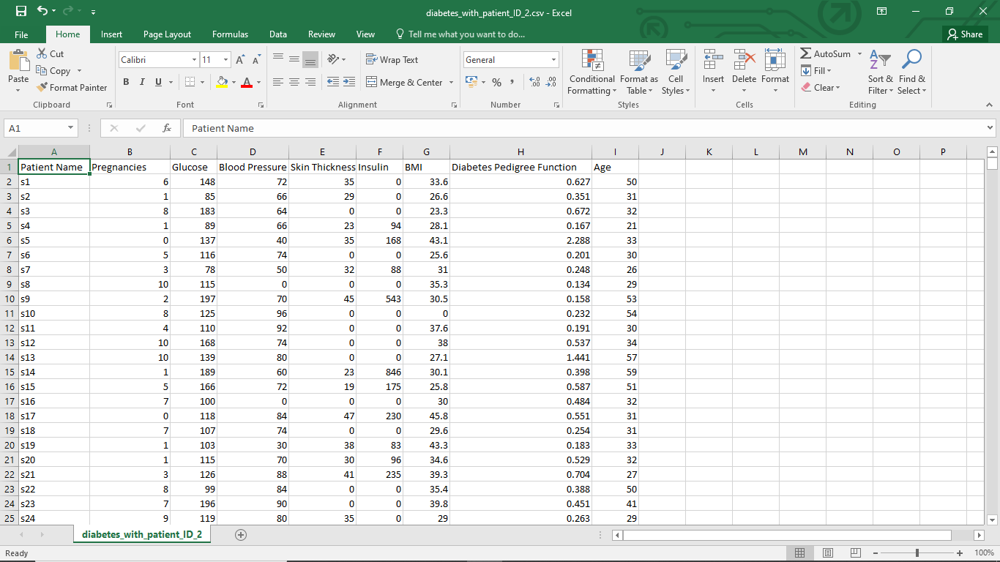 diabetes_with_patient_ID_2.csv - Excel
File Home Insert Page Layout Formulas Data Review View Tell me what you want to do... Share
Paste Cut Copy Format Painter Clipboard
Calibri 11 A A B I U A Font
Wrap Text Merge & Center Alignment
General % , .0 .00 .00 .0 Number
Conditional Formatting Format as Table Cell Styles Styles
Insert Delete Format Cells
AutoSum Fill Clear Sort & Filter Find & Select Editing
A1 fx Patient Name
A B C D E F G H I J K L M N O P
1 Patient Name Pregnancies Glucose Blood Pressure Skin Thickness Insulin BMI Diabetes Pedigree Function Age
2 s1 6 148 72 35 0 33.6 0.627 50
3 s2 1 85 66 29 0 26.6 0.351 31
4 s3 8 183 64 0 0 23.3 0.672 32
5 s4 1 89 66 23 94 28.1 0.167 21
6 s5 0 137 40 35 168 43.1 2.288 33
7 s6 5 116 74 0 0 25.6 0.201 30
8 s7 3 78 50 32 88 31 0.248 26
9 s8 10 115 0 0 0 35.3 0.134 29
10 s9 2 197 70 45 543 30.5 0.158 53
11 s10 8 125 96 0 0 0 0.232 54
12 s11 4 110 92 0 0 37.6 0.191 30
13 s12 10 168 74 0 0 38 0.537 34
14 s13 10 139 80 0 0 27.1 1.441 57
15 s14 1 189 60 23 846 30.1 0.398 59
16 s15 5 166 72 19 175 25.8 0.587 51
17 s16 7 100 0 0 0 30 0.484 32
18 s17 0 118 84 47 230 45.8 0.551 31
19 s18 7 107 74 0 0 29.6 0.254 31
20 s19 1 103 30 38 83 43.3 0.183 33
21 s20 1 115 70 30 96 34.6 0.529 32
22 s21 3 126 88 41 235 39.3 0.704 27
23 s22 8 99 84 0 0 35.4 0.388 50
24 s23 7 196 90 0 0 39.8 0.451 41
25 s24 9 119 80 35 0 29 0.263 29
diabetes_with_patient_ID_2
Ready 100%